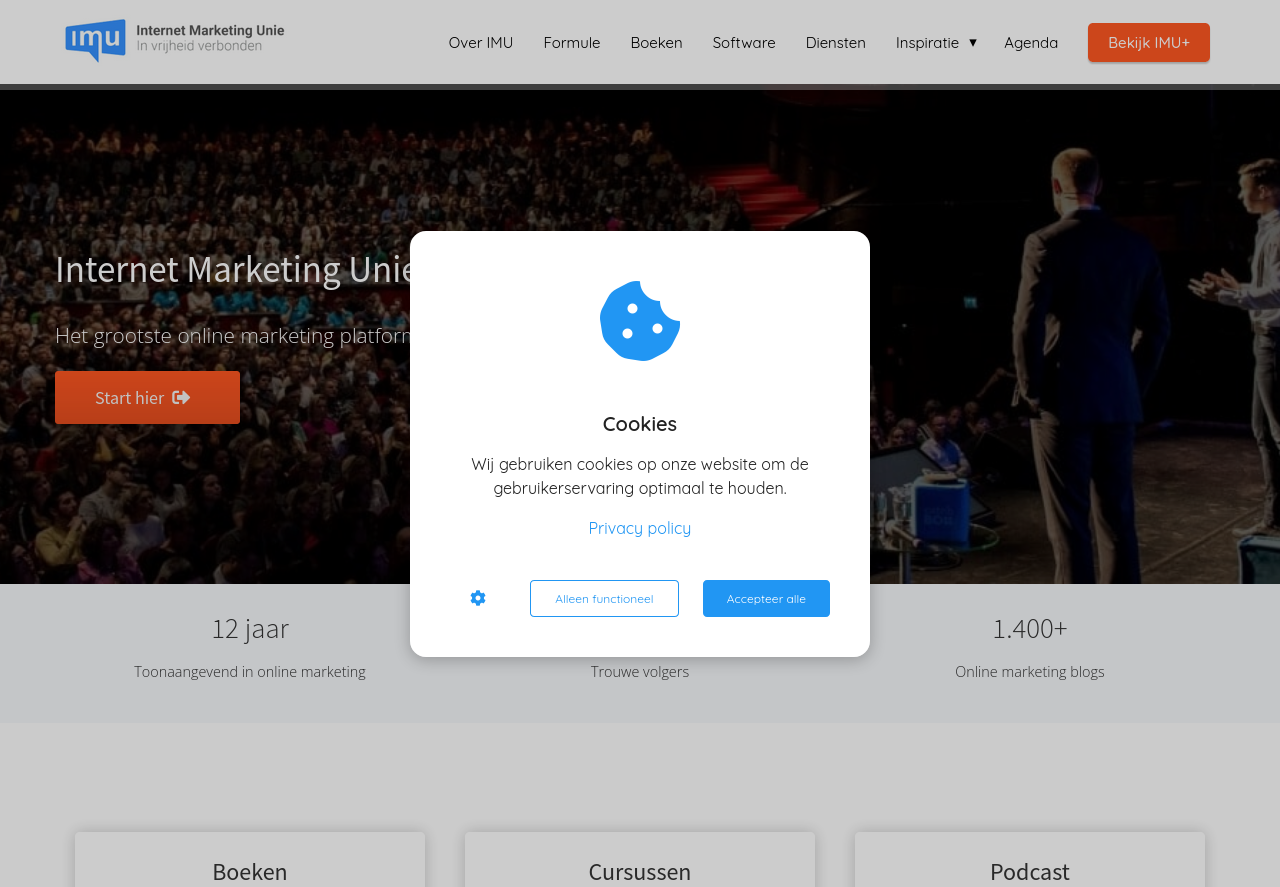 imu
Internet Marketing Unie
In vrijheid verbonden
Over IMU
Formule
Boeken
Software
Diensten
Inspiratie ▼
Agenda
Bekijk IMU+
Internet Marketing Unie
Het grootste online marketing platform
Start hier
Cookies
Wij gebruiken cookies op onze website om de
gebruikerservaring optimaal te houden.
Privacy policy
Alleen functioneel
Accepteer alle
12 jaar
Toonaangevend in online marketing
Trouwe volgers
1.400+
Online marketing blogs
Boeken
Cursussen
Podcast